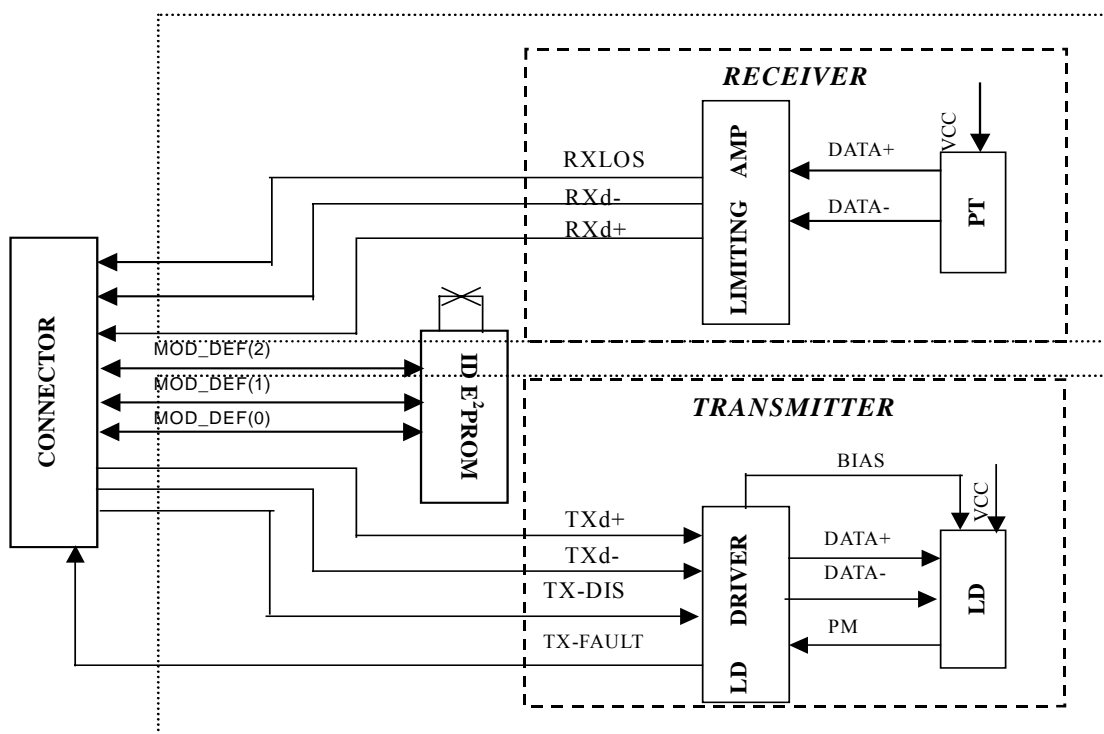 RECEIVER
VCC
RXLOS
LIMITING AMP
DATA+
RXd-
DATA-
PT
RXd+
CONNECTOR
MOD_DEF(2)
ID E²PROM
MOD_DEF(1)
MOD_DEF(0)
TRANSMITTER
BIAS
VCC
TXd+
LD DRIVER
DATA+
TXd-
DATA-
LD
TX-DIS
PM
TX-FAULT